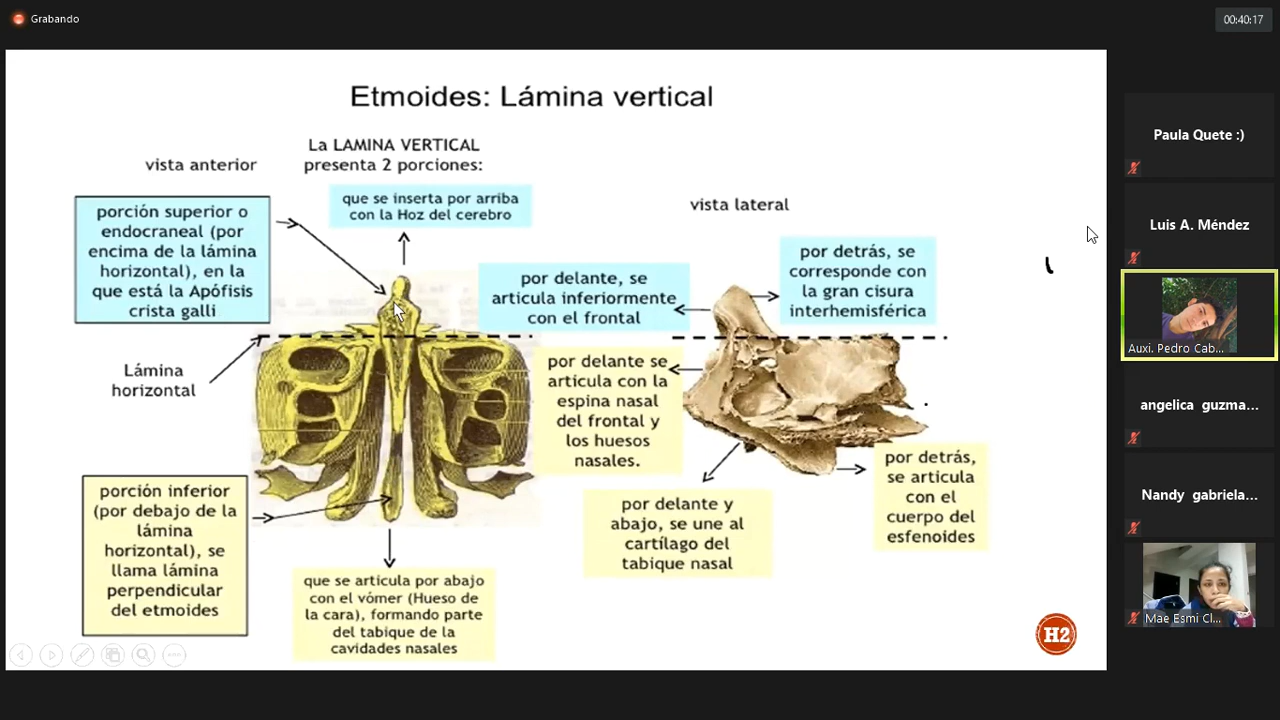 Grabando
00:40:17
Etmoides: Lámina vertical
vista anterior
La LAMINA VERTICAL
presenta 2 porciones:
porción superior o
endocraneal (por
encima de la lámina
horizontal), en la
que está la Apófisis
crista galli
que se inserta por arriba
con la Hoz del cerebro
vista lateral
por delante, se
articula inferiormente
con el frontal
por detrás, se
corresponde con
la gran cisura
interhemisférica
Lámina
horizontal
por delante se
articula con la
espina nasal
del frontal y
los huesos
nasales.
porción inferior
(por debajo de la
lámina
horizontal), se
llama lámina
perpendicular
del etmoides
que se articula por abajo
con el vómer (Hueso de
la cara), formando parte
del tabique de la
cavidades nasales
por delante y
abajo, se une al
cartílago del
tabique nasal
por detrás,
se articula
con el
cuerpo del
esfenoides
H2
Paula Quete :)
Luis A. Méndez
Auxi. Pedro Cab...
angelica guzma...
Nandy gabriela...
Mae Esmi Cl...